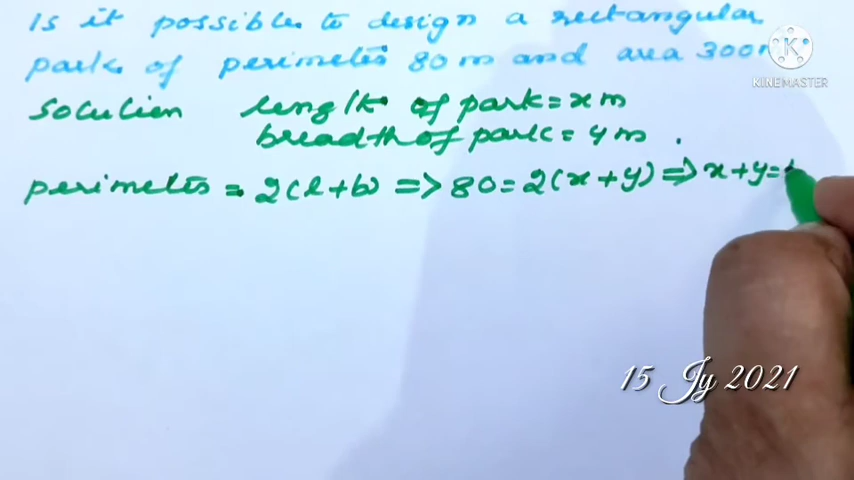 Is it possible to design a rectangular
park of perimeter 80 m and area 300
KINEMASTER
Solution length of park = x m
breadth of park = y m .
perimeter = 2(l+b) => 80 = 2(x+y) => x+y=
15 Jy 2021